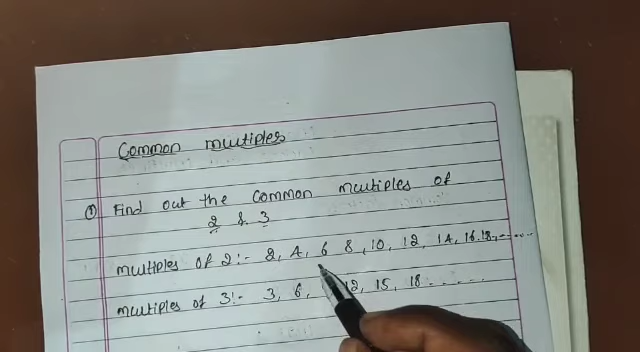 Common multiples
① Find out the common multiples of
2 & 3
multiples of 2:- 2, 4, 6 8, 10, 12, 14, 16, 18, ......
multiples of 3:- 3, 6, 12, 15, 18......